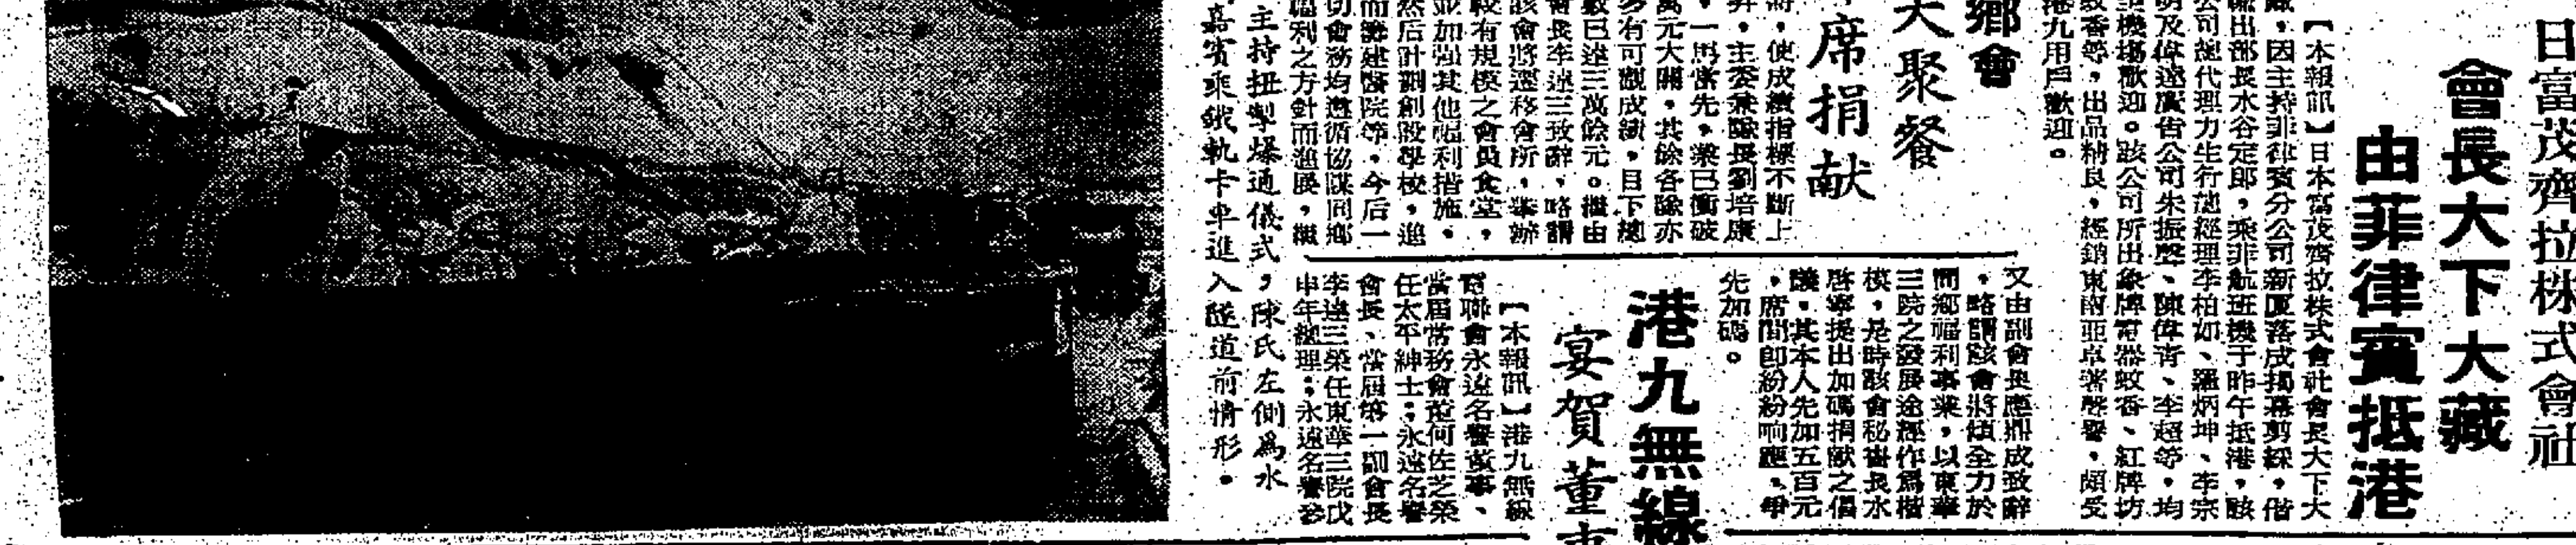 日富茂齊拉株式會社
會長大下大藏
由菲律賓抵港
【本報訊】日本富茂齊拉株式會社會長大下大
藏，因主持菲律賓分公司新厦落成揭幕剪綵，偕
出部長水谷定郎，乘菲航班機于昨午抵港，該
公司總代理力生行總經理李柏如、羅炳坤、李宗
明及偉達廣告公司朱振聲、陳偉青、李超等，均
機塲歡迎。該公司所出象牌電器蚊香、紅牌坊
蚊香等，出品精良，經銷東南亞卓著聲譽，頗受
港九用戶歡迎。
鄉會
大聚餐
席捐献
，使成績指標不斷上
昇，主委兼隊長劉培康
，一馬當先，業已衝破
萬元大關，其餘各隊亦
多有可觀成績，目下總
數已達三萬餘元。繼由
會長李達三致辭，略謂
該會將遷移會所，舉辦
較有規模之會員食堂，
並加强其他福利措施，
然后計劃創設學校，進
而籌建醫院等，今后一
切會務均遵循協謀同鄉
福利之方針而進展，繼
又由副會長應鼎成致辭
，略謂該會將傾全力於
同鄉福利事業，以東華
三院之發展途徑作爲楷
模，是時該會秘書長水
啓寧提出加碼捐献之倡
議，其本人先加五百元
，席間即紛紛响應，爭
先加碼。
港九無線
宴賀董事
【本報訊】港九無線
電聯會永遠名譽董事、
當屆常務會董何佐芝榮
任太平紳士；永遠名譽
會長、當屆第一副會長
李達三榮任東華三院戊
申年總理；永遠名譽參
主持扭掣爆通儀式，陳氏左側爲水
嘉賓乘鐵軌卡車進入隧道前情形。